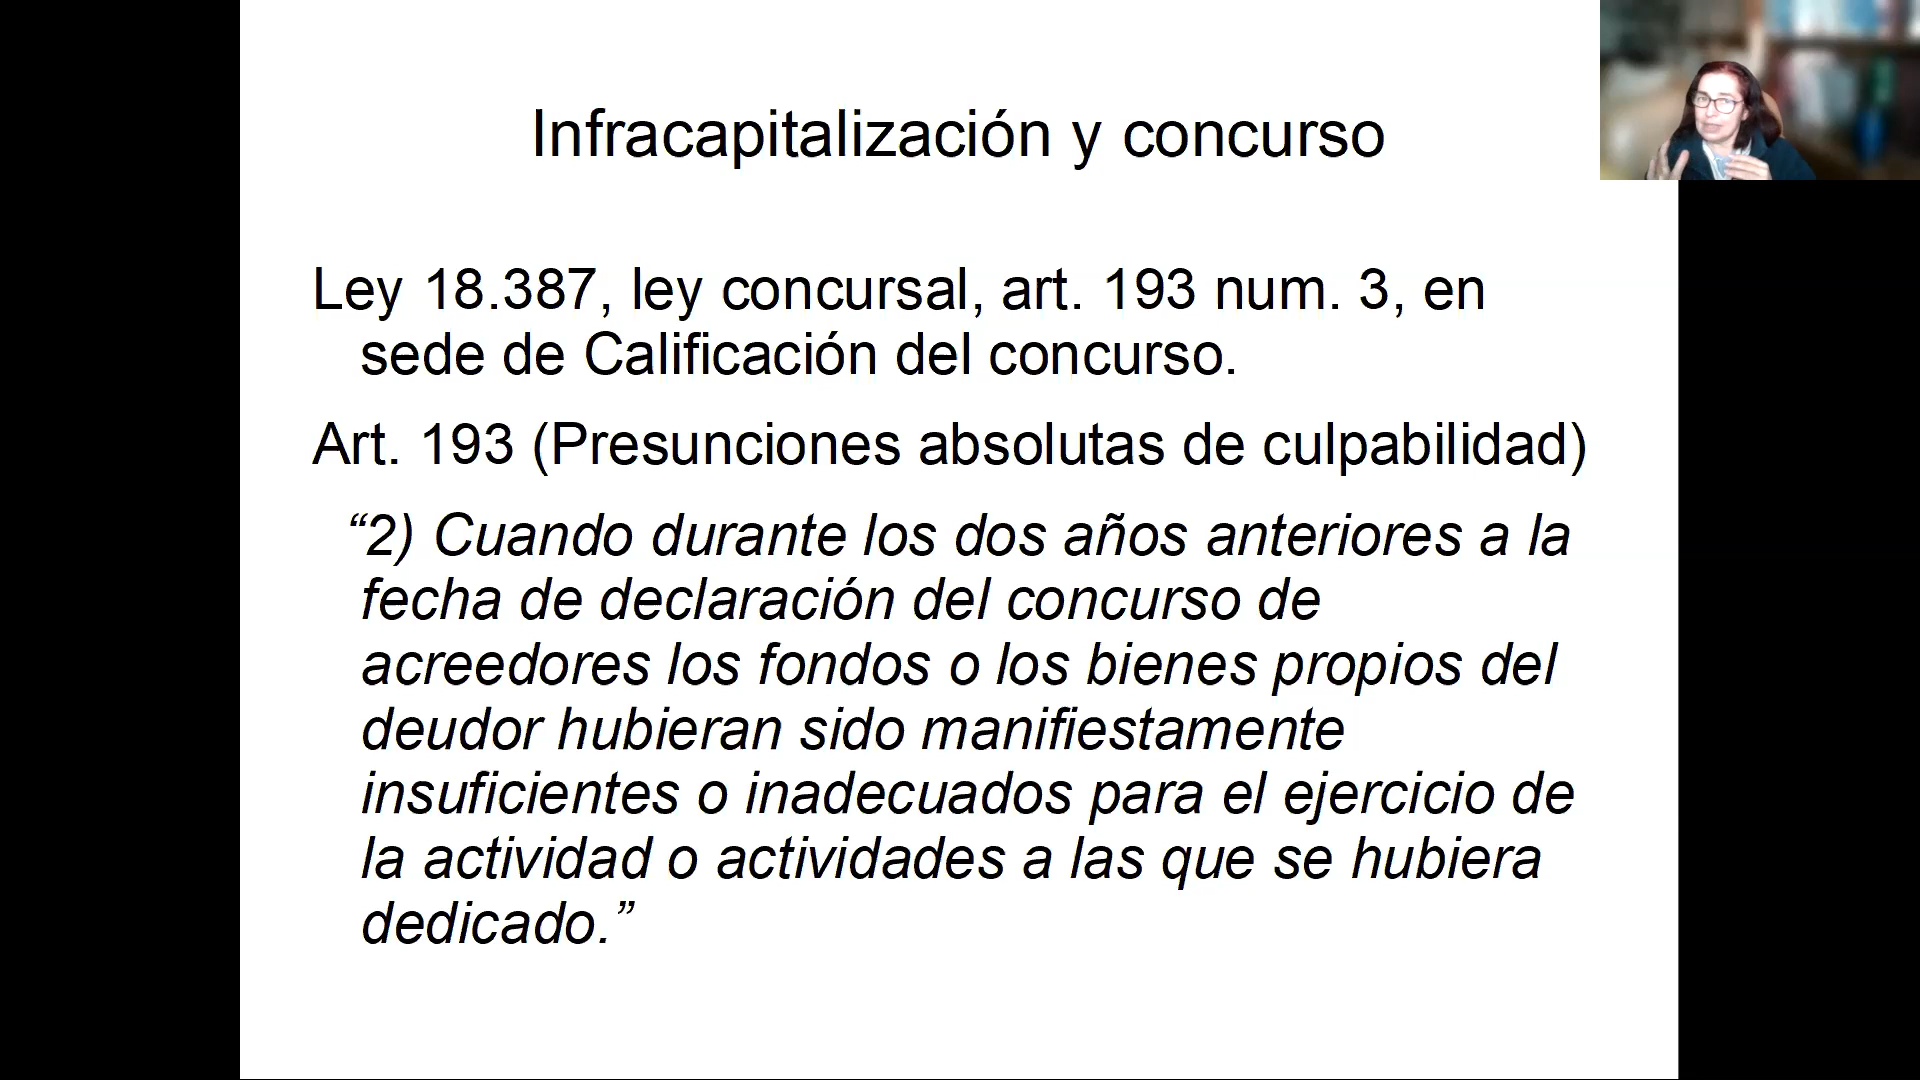 Infracapitalización y concurso
Ley 18.387, ley concursal, art. 193 num. 3, en
sede de Calificación del concurso.
Art. 193 (Presunciones absolutas de culpabilidad)
“2) Cuando durante los dos años anteriores a la
fecha de declaración del concurso de
acreedores los fondos o los bienes propios del
deudor hubieran sido manifiestamente
insuficientes o inadecuados para el ejercicio de
la actividad o actividades a las que se hubiera
dedicado.”